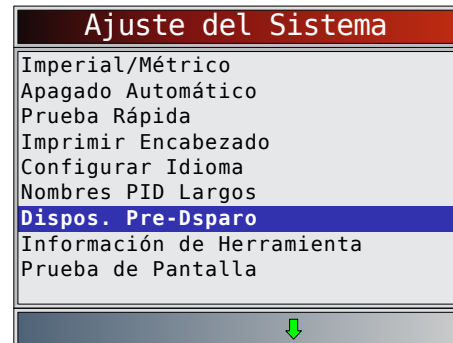 Ajuste del Sistema
Imperial/Métrico
Apagado Automático
Prueba Rápida
Imprimir Encabezado
Configurar Idioma
Nombres PID Largos
Dispos. Pre-Dsparo
Información de Herramienta
Prueba de Pantalla